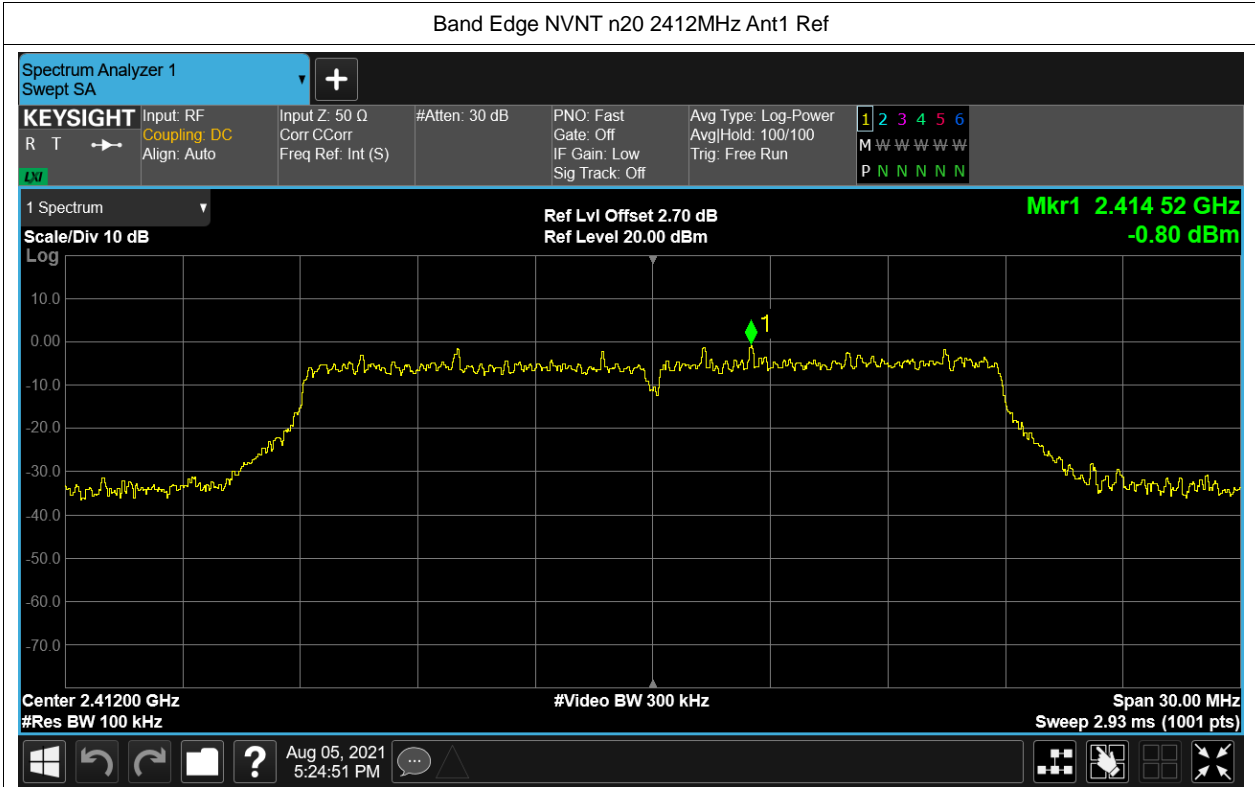 Band Edge NVNT n20 2412MHz Ant1 Ref
Spectrum Analyzer 1
Swept SA
KEYSIGHT
R T
LXI
Input: RF
Coupling: DC
Align: Auto
Input Z: 50 Ω
Corr CCorr
Freq Ref: Int (S)
#Atten: 30 dB
PNO: Fast
Gate: Off
IF Gain: Low
Sig Track: Off
Avg Type: Log-Power
Avg|Hold: 100/100
Trig: Free Run
1 2 3 4 5 6
M W W W W W
P N N N N N
1 Spectrum
Scale/Div 10 dB
Ref Lvl Offset 2.70 dB
Ref Level 20.00 dBm
Mkr1 2.414 52 GHz
-0.80 dBm
Log
10.0
0.00
-10.0
-20.0
-30.0
-40.0
-50.0
-60.0
-70.0
1
Center 2.41200 GHz
#Res BW 100 kHz
#Video BW 300 kHz
Span 30.00 MHz
Sweep 2.93 ms (1001 pts)
?
Aug 05, 2021
5:24:51 PM